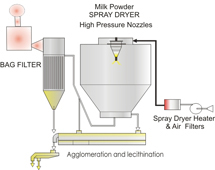 Milk Powder
SPRAY DRYER
High Pressure Nozzles
BAG FILTER
Spray Dryer Heater
& Air Filters
Agglomeration and lecithination